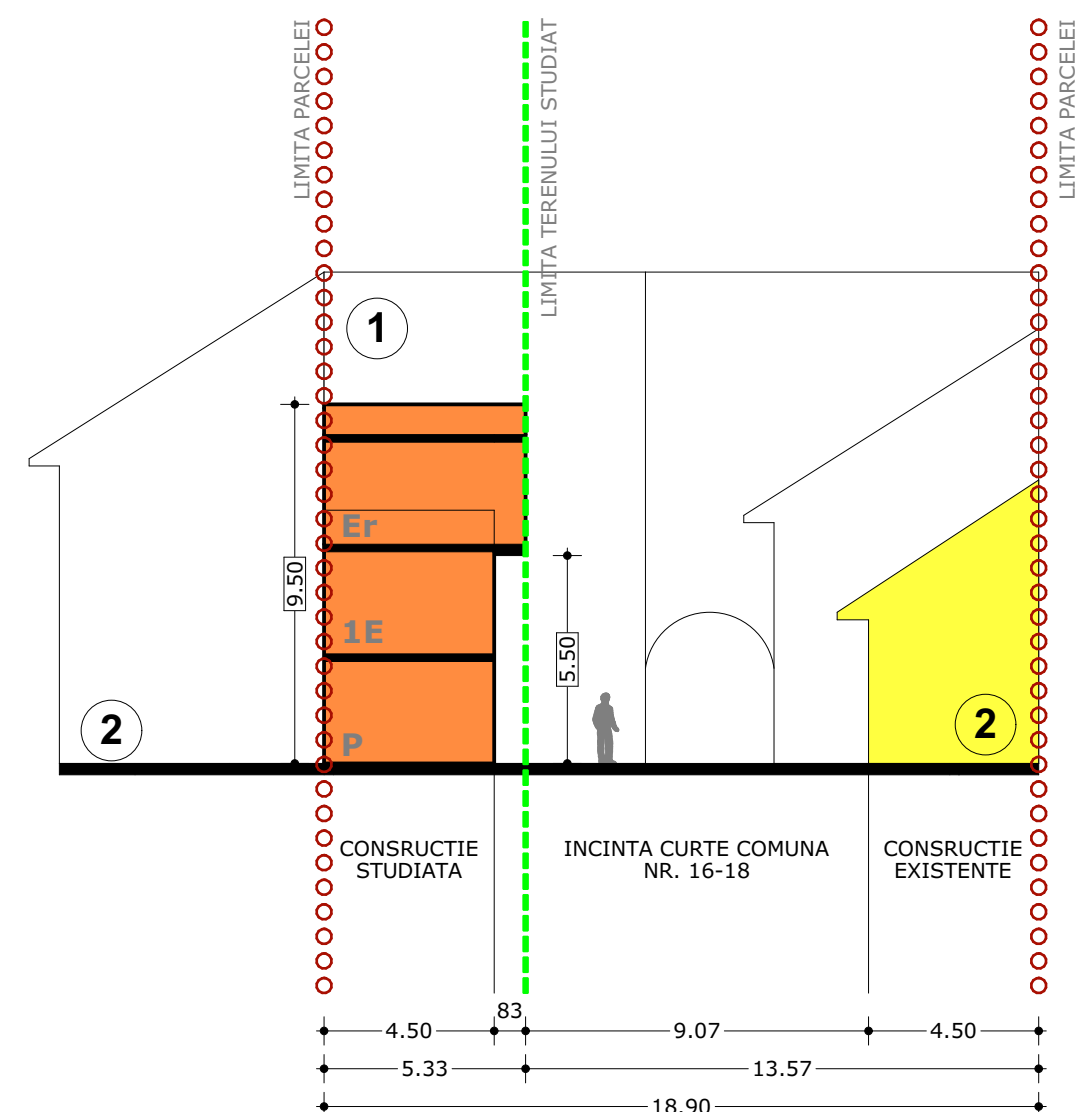 LIMITA PARCELEI
LIMITA TERENULUI STUDIAT
LIMITA PARCELEI
1
Er
9.50
1E
5.50
2
P
2
CONSRUCTIE
STUDIATA
INCINTA CURTE COMUNA
NR. 16-18
CONSRUCTIE
EXISTENTE
83
4.50
9.07
4.50
5.33
13.57
18.90